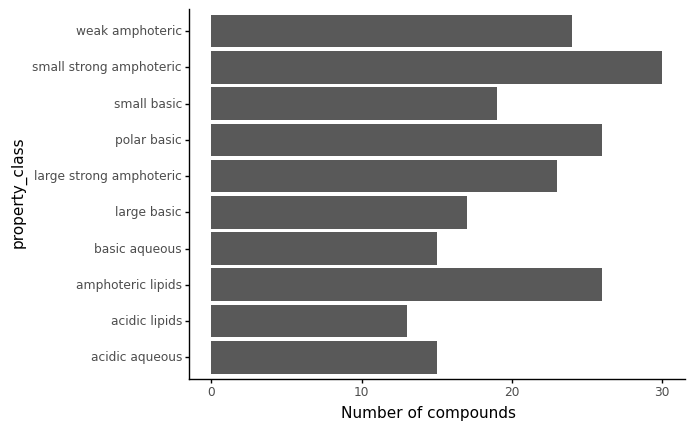 weak amphoteric
small strong amphoteric
small basic
polar basic
large strong amphoteric
large basic
basic aqueous
amphoteric lipids
acidic lipids
acidic aqueous
property_class
0 10 20 30
Number of compounds